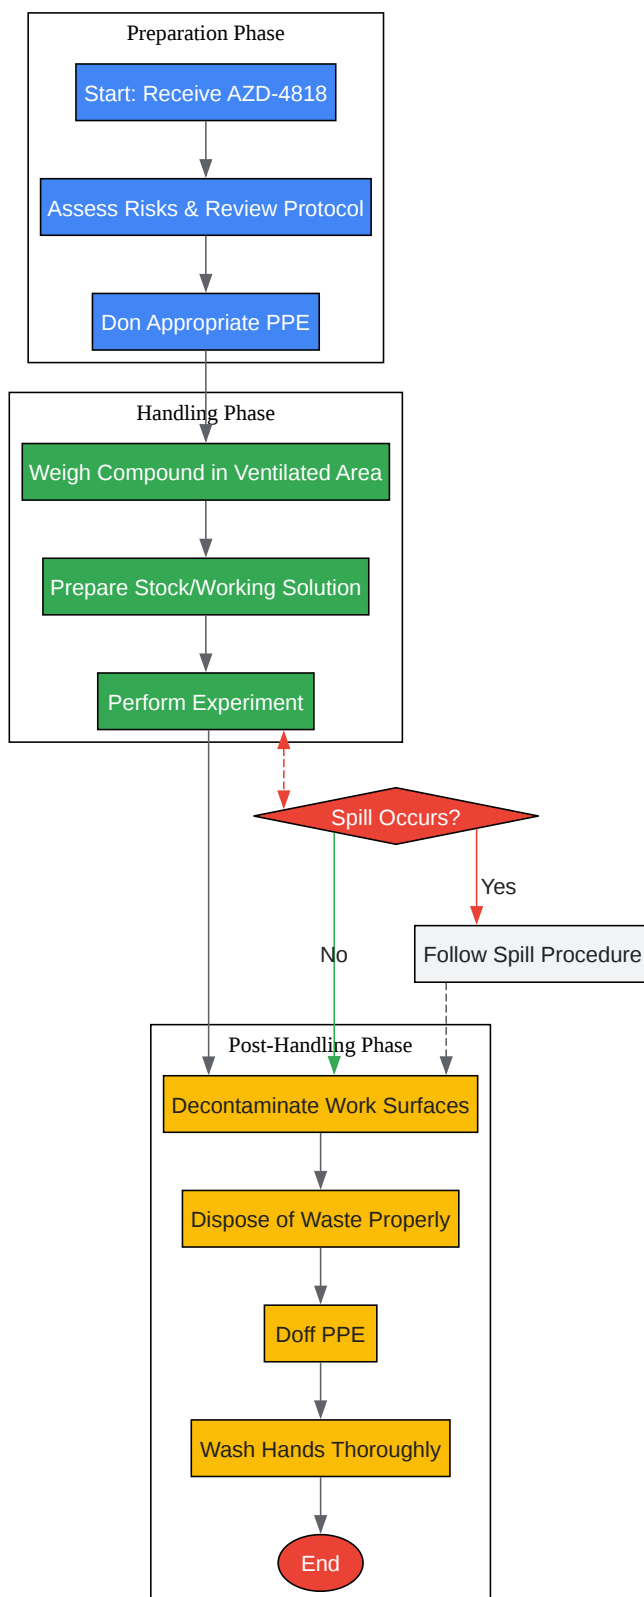 Preparation Phase
Start: Receive AZD-4818
Assess Risks & Review Protocol
Don Appropriate PPE
Handling Phase
Weigh Compound in Ventilated Area
Prepare Stock/Working Solution
Perform Experiment
Spill Occurs?
Yes
No
Follow Spill Procedure
Post-Handling Phase
Decontaminate Work Surfaces
Dispose of Waste Properly
Doff PPE
Wash Hands Thoroughly
End